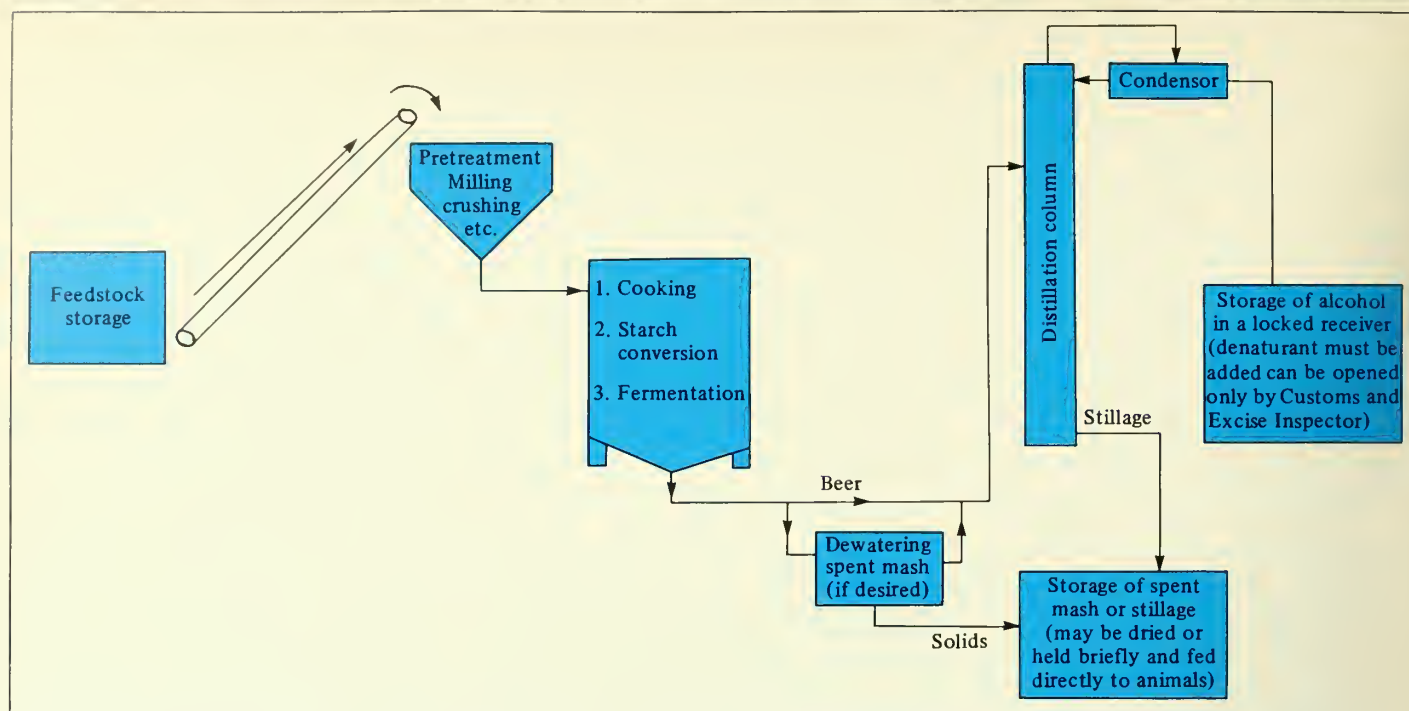 Feedstock
storage
Pretreatment
Milling
crushing
etc.
1. Cooking
2. Starch
conversion
3. Fermentation
Beer
Dewatering
spent mash
(if desired)
Solids
Distillation column
Condensor
Stillage
Storage of alcohol
in a locked receiver
(denaturant must be
added can be opened
only by Customs and
Excise Inspector)
Storage of spent
mash or stillage
(may be dried or
held briefly and fed
directly to animals)